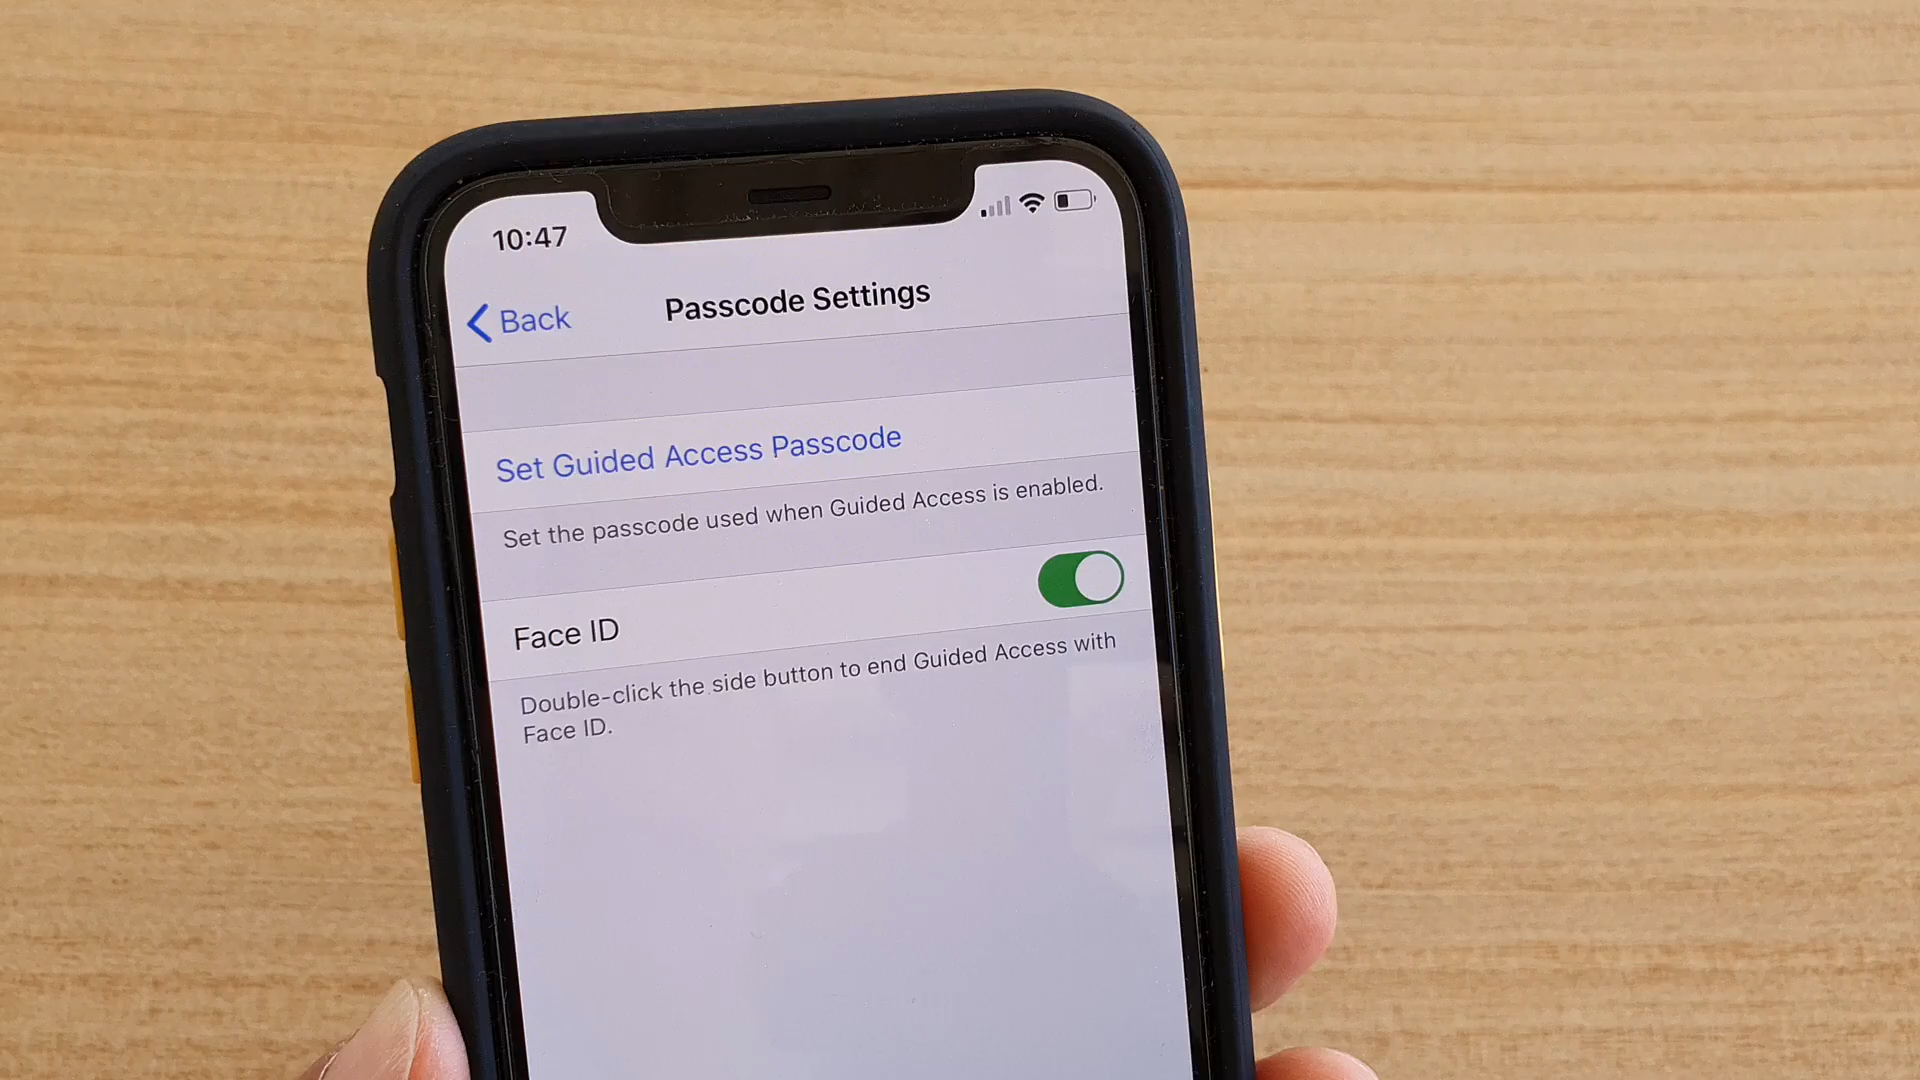 10:47
Back
Passcode Settings
Set Guided Access Passcode
Set the passcode used when Guided Access is enabled.
Face ID
Double-click the side button to end Guided Access with
Face ID.